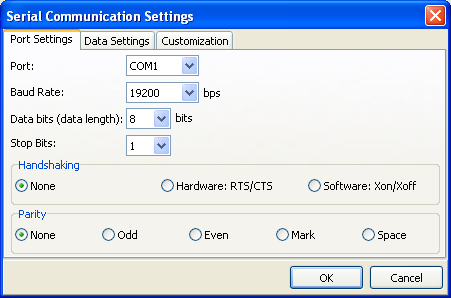 Serial Communication Settings
Port Settings Data Settings Customization
Port: COM1
Baud Rate: 19200 bps
Data bits (data length): 8 bits
Stop Bits: 1
Handshaking
None Hardware: RTS/CTS Software: Xon/Xoff
Parity
None Odd Even Mark Space
OK Cancel